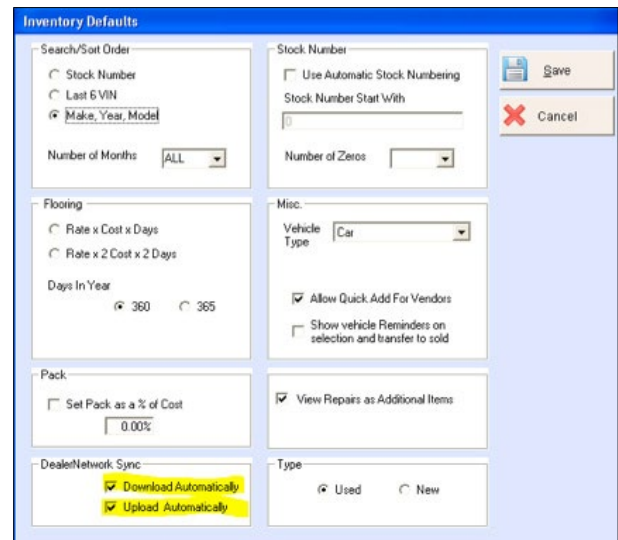 Inventory Defaults
Search/Sort Order
Stock Number
Last 6 VIN
Make, Year, Model
Number of Months ALL
Stock Number
Use Automatic Stock Numbering
Stock Number Start With
0
Number of Zeros
Save
Cancel
Flooring
Rate x Cost x Days
Rate x 2 Cost x 2 Days
Days In Year
360 365
Misc.
Vehicle Type Car
Allow Quick Add For Vendors
Show vehicle Reminders on
selection and transfer to sold
Pack
Set Pack as a % of Cost
0.00%
View Repairs as Additional Items
DealerNetwork Sync
Download Automatically
Upload Automatically
Type
Used New